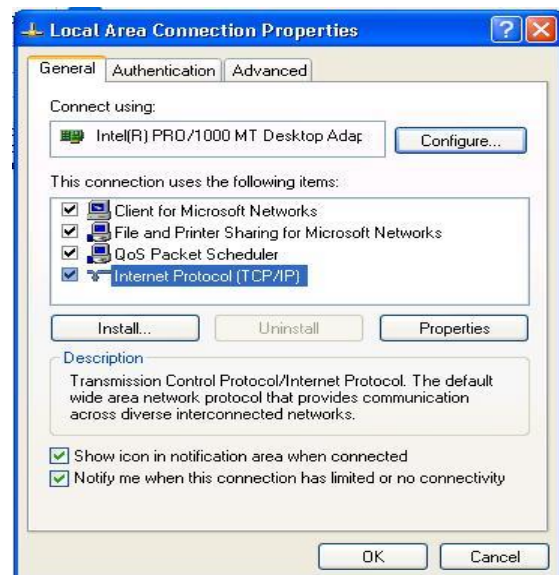 Local Area Connection Properties
General Authentication Advanced
Connect using:
Intel(R) PRO/1000 MT Desktop Adap
Configure...
This connection uses the following items:
Client for Microsoft Networks
File and Printer Sharing for Microsoft Networks
QoS Packet Scheduler
Internet Protocol (TCP/IP)
Install... Uninstall Properties
Description
Transmission Control Protocol/Internet Protocol. The default
wide area network protocol that provides communication
across diverse interconnected networks.
Show icon in notification area when connected
Notify me when this connection has limited or no connectivity
OK Cancel